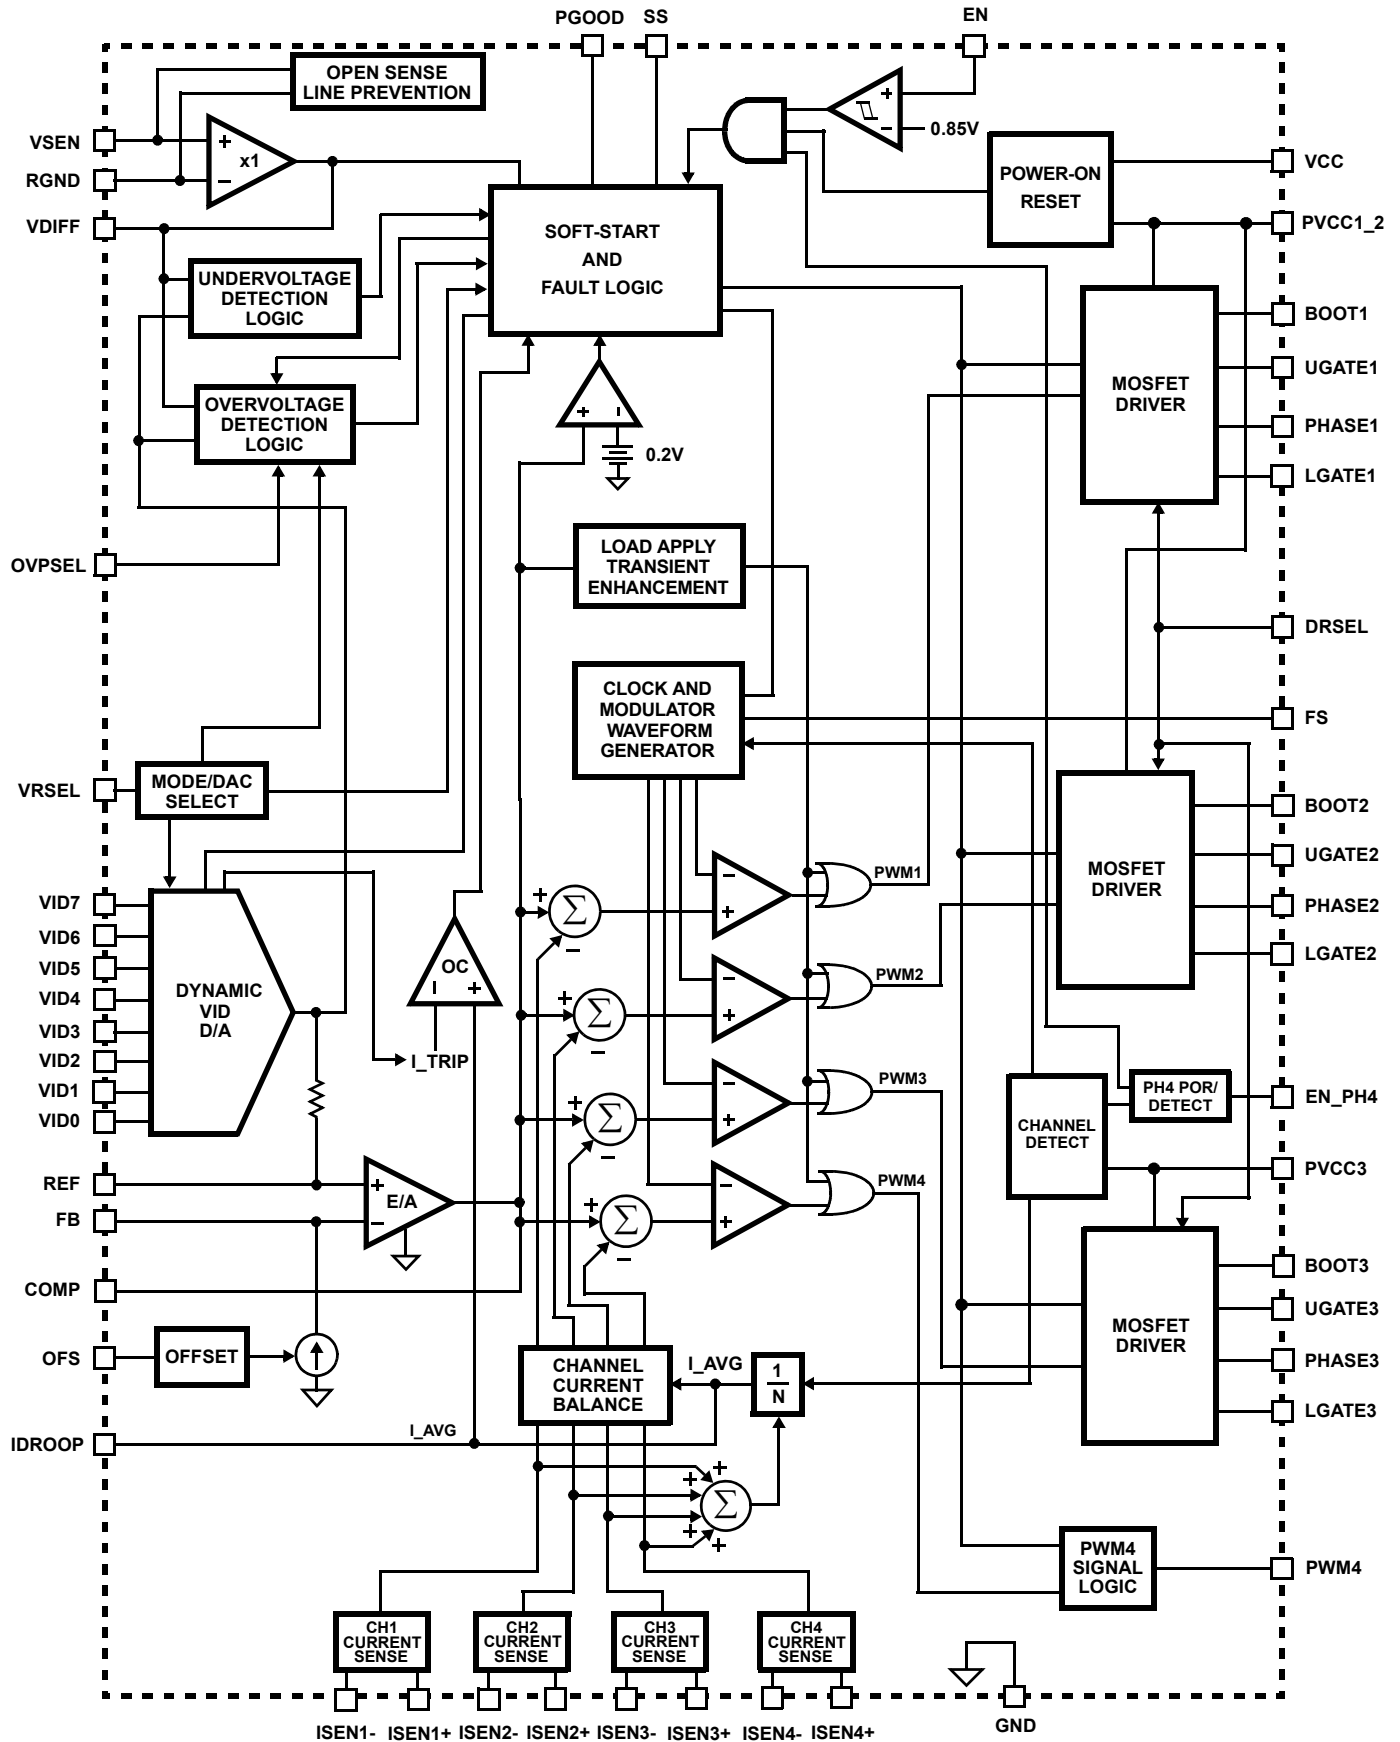 PGOOD
SS
EN
OPEN SENSE
LINE PREVENTION
+
−
0.85V
VSEN
RGND
VDIFF
+
x1
−
POWER-ON
RESET
VCC
PVCC1_2
SOFT-START
AND
FAULT LOGIC
UNDERVOLTAGE
DETECTION
LOGIC
OVERVOLTAGE
DETECTION
LOGIC
+
−
0.2V
MOSFET
DRIVER
BOOT1
UGATE1
PHASE1
LGATE1
OVPSEL
LOAD APPLY
TRANSIENT
ENHANCEMENT
DRSEL
CLOCK AND
MODULATOR
WAVEFORM
GENERATOR
FS
VRSEL
MODE/DAC
SELECT
MOSFET
DRIVER
BOOT2
UGATE2
PHASE2
LGATE2
VID7
VID6
VID5
VID4
VID3
VID2
VID1
VID0
DYNAMIC
VID
D/A
OC
−
+
I_TRIP
+
Σ
−
−
+
PWM1
+
Σ
−
−
+
PWM2
+
Σ
−
−
+
PWM3
+
Σ
−
−
+
PWM4
CHANNEL
DETECT
PH4 POR/
DETECT
EN_PH4
PVCC3
REF
FB
+
E/A
−
COMP
OFS
OFFSET
MOSFET
DRIVER
BOOT3
UGATE3
PHASE3
LGATE3
CHANNEL
CURRENT
BALANCE
I_AVG
1
N
IDROOP
I_AVG
+
+
Σ
+
+
PWM4
SIGNAL
LOGIC
PWM4
CH1
CURRENT
SENSE
CH2
CURRENT
SENSE
CH3
CURRENT
SENSE
CH4
CURRENT
SENSE
ISEN1-
ISEN1+
ISEN2-
ISEN2+
ISEN3-
ISEN3+
ISEN4-
ISEN4+
GND